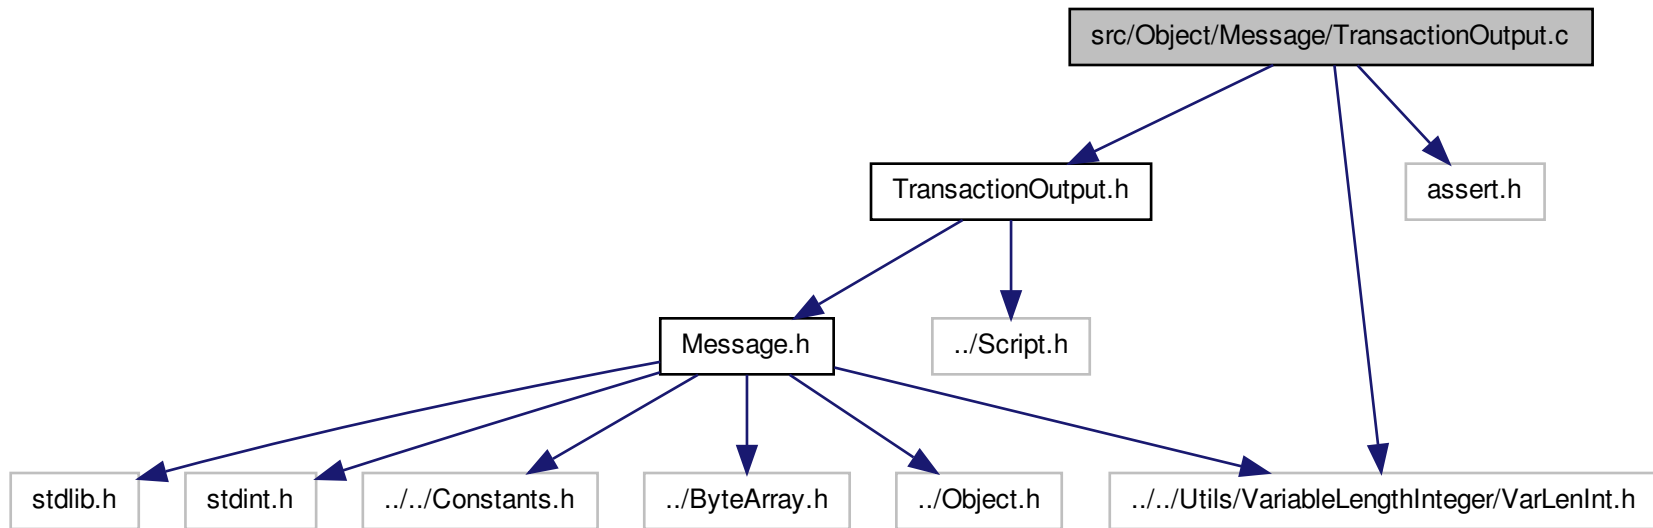 src/Object/Message/TransactionOutput.c
TransactionOutput.h
assert.h
Message.h
../Script.h
stdlib.h
stdint.h
../../Constants.h
../ByteArray.h
../Object.h
../../Utils/VariableLengthInteger/VarLenInt.h